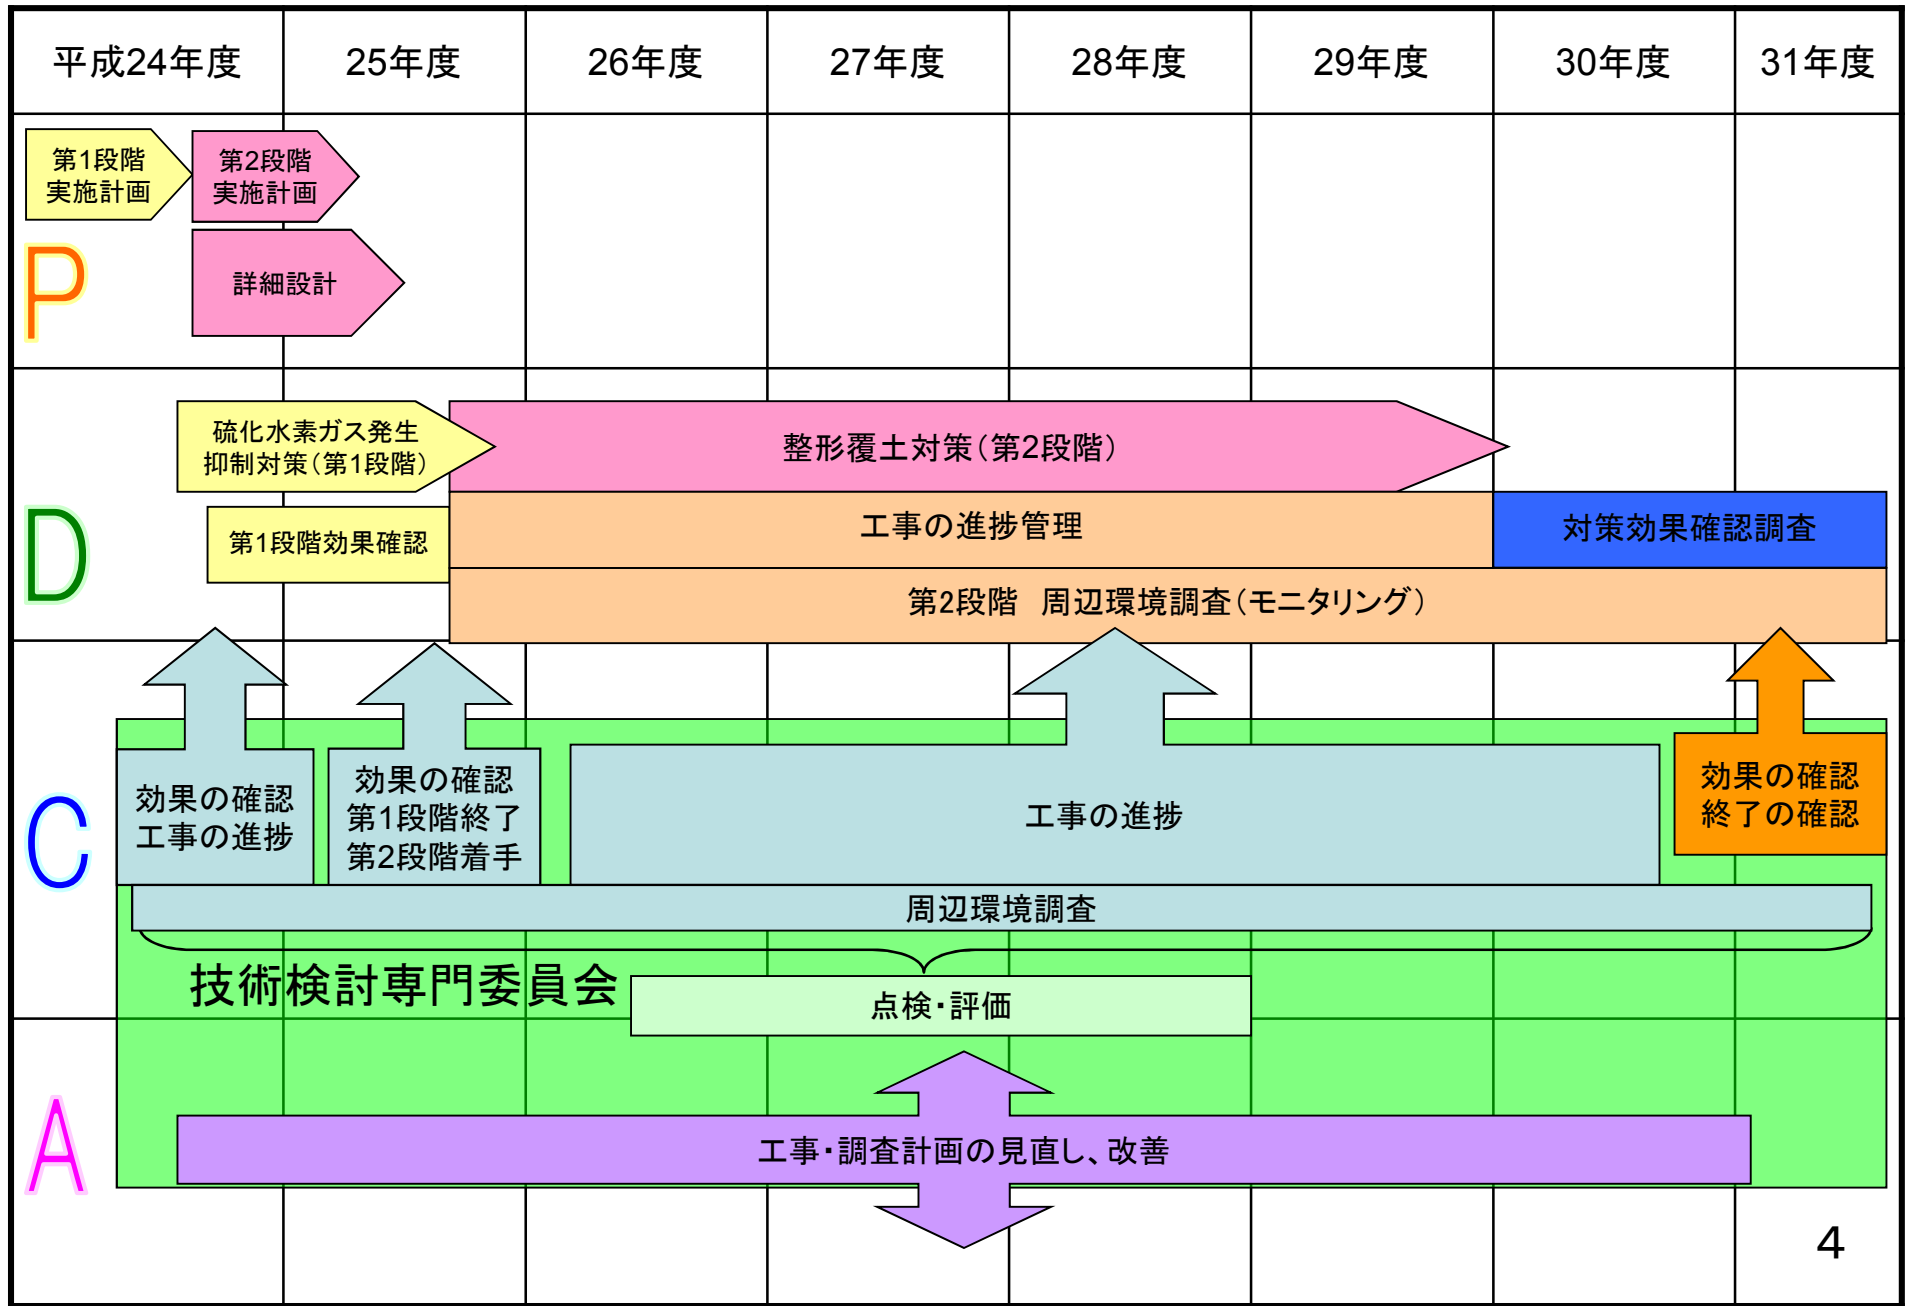 平成24年度
25年度
26年度
27年度
28年度
29年度
30年度
31年度
第1段階
実施計画
第2段階
実施計画
詳細設計
P
硫化水素ガス発生
抑制対策（第1段階）
整形覆土対策（第2段階）
第1段階効果確認
工事の進捗管理
対策効果確認調査
第2段階　周辺環境調査（モニタリング）
D
効果の確認
工事の進捗
効果の確認
第1段階終了
第2段階着手
工事の進捗
効果の確認
終了の確認
C
周辺環境調査
技術検討専門委員会
点検・評価
A
工事・調査計画の見直し、改善
4